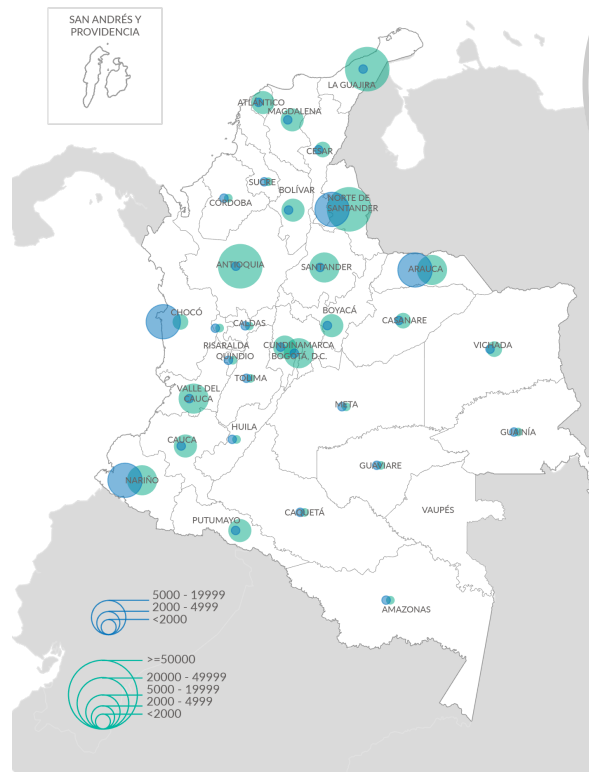 SAN ANDRÉS Y
PROVIDENCIA
LA GUAJIRA
ATLÁNTICO
MAGDALENA
CESAR
SUCRE
BOLÍVAR
CÓRDOBA
NORTE DE
SANTANDER
ANTIOQUIA
SANTANDER
ARAUCA
CHOCÓ
BOYACÁ
CASANARE
CALDAS
RISARALDA
CUNDINAMARCA
VICHADA
QUINDIO
BOGOTÁ, D.C.
TOLIMA
VALLE DEL
CAUCA
META
HUILA
GUAINÍA
CAUCA
GUAVIARE
NARIÑO
CAQUETÁ
VAUPÉS
PUTUMAYO
AMAZONAS
5000 - 19999
2000 - 4999
<2000
>=50000
20000 - 49999
5000 - 19999
2000 - 4999
<2000